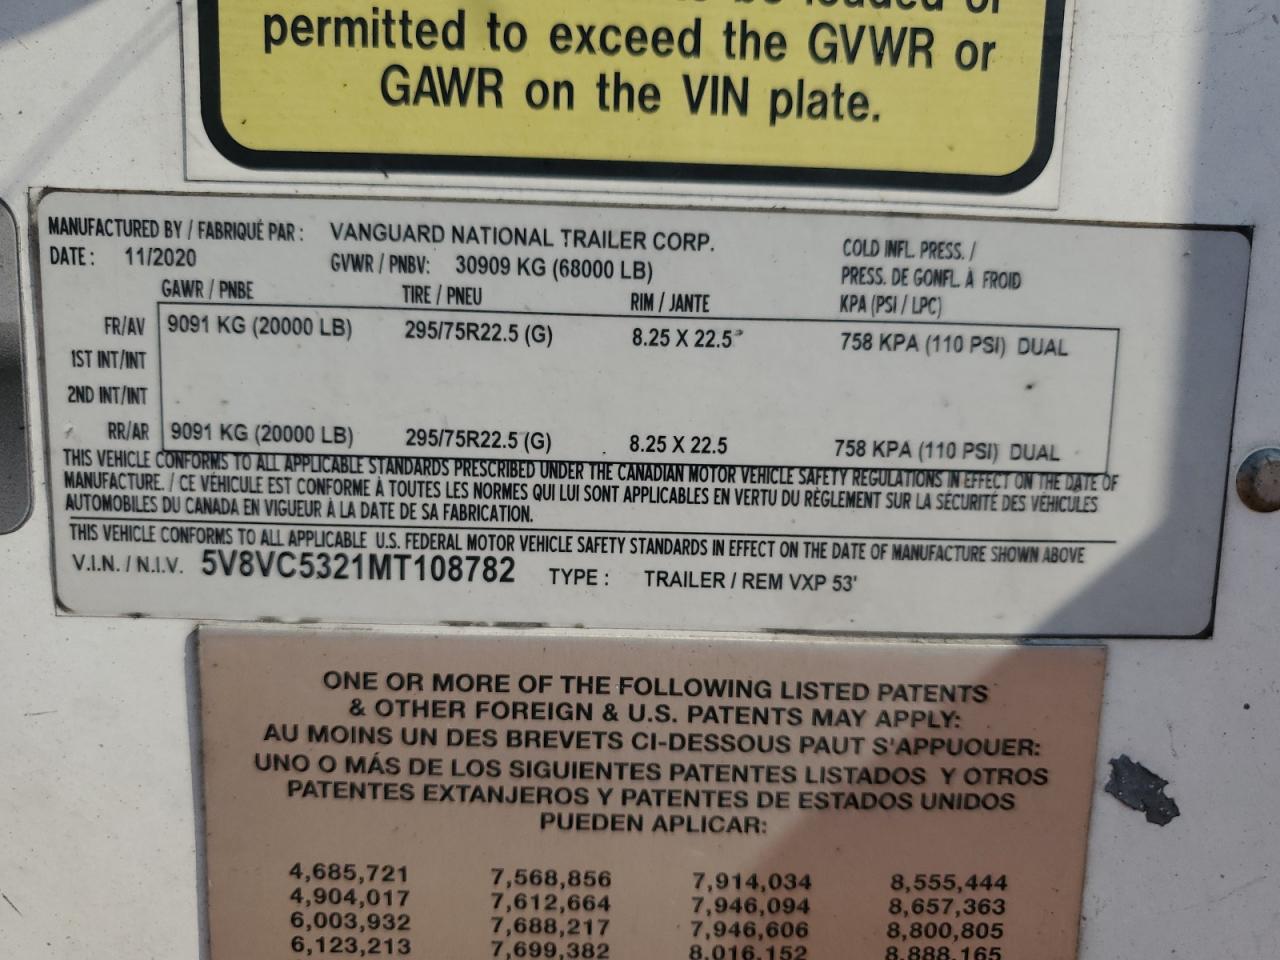 permitted to exceed the GVWR or
GAWR on the VIN plate.
MANUFACTURED BY / FABRIQUÉ PAR : VANGUARD NATIONAL TRAILER CORP.
DATE : 11/2020 GVWR / PNBV: 30909 KG (68000 LB)
COLD INFL. PRESS. /
PRESS. DE GONFL. À FROID
KPA (PSI / LPC)
GAWR / PNBE TIRE / PNEU RIM / JANTE
FR/AV 9091 KG (20000 LB) 295/75R22.5 (G) 8.25 X 22.5 758 KPA (110 PSI) DUAL
1ST INT/INT
2ND INT/INT
RR/AR 9091 KG (20000 LB) 295/75R22.5 (G) 8.25 X 22.5 758 KPA (110 PSI) DUAL
THIS VEHICLE CONFORMS TO ALL APPLICABLE STANDARDS PRESCRIBED UNDER THE CANADIAN MOTOR VEHICLE SAFETY REGULATIONS IN EFFECT ON THE DATE OF
MANUFACTURE. / CE VÉHICULE EST CONFORME À TOUTES LES NORMES QUI LUI SONT APPLICABLES EN VERTU DU RÈGLEMENT SUR LA SÉCURITÉ DES VÉHICULES
AUTOMOBILES DU CANADA EN VIGUEUR À LA DATE DE SA FABRICATION.
THIS VEHICLE CONFORMS TO ALL APPLICABLE U.S. FEDERAL MOTOR VEHICLE SAFETY STANDARDS IN EFFECT ON THE DATE OF MANUFACTURE SHOWN ABOVE
V.I.N. / N.I.V. 5V8VC5321MT108782 TYPE : TRAILER / REM VXP 53'
ONE OR MORE OF THE FOLLOWING LISTED PATENTS
& OTHER FOREIGN & U.S. PATENTS MAY APPLY:
AU MOINS UN DES BREVETS CI-DESSOUS PAUT S'APPUOUER:
UNO O MÁS DE LOS SIGUIENTES PATENTES LISTADOS Y OTROS
PATENTES EXTANJEROS Y PATENTES DE ESTADOS UNIDOS
PUEDEN APLICAR:
4,685,721 7,568,856 7,914,034 8,555,444
4,904,017 7,612,664 7,946,094 8,657,363
6,003,932 7,688,217 7,946,606 8,800,805
6,123,213 7,699,382 8,016,152 8,888,165